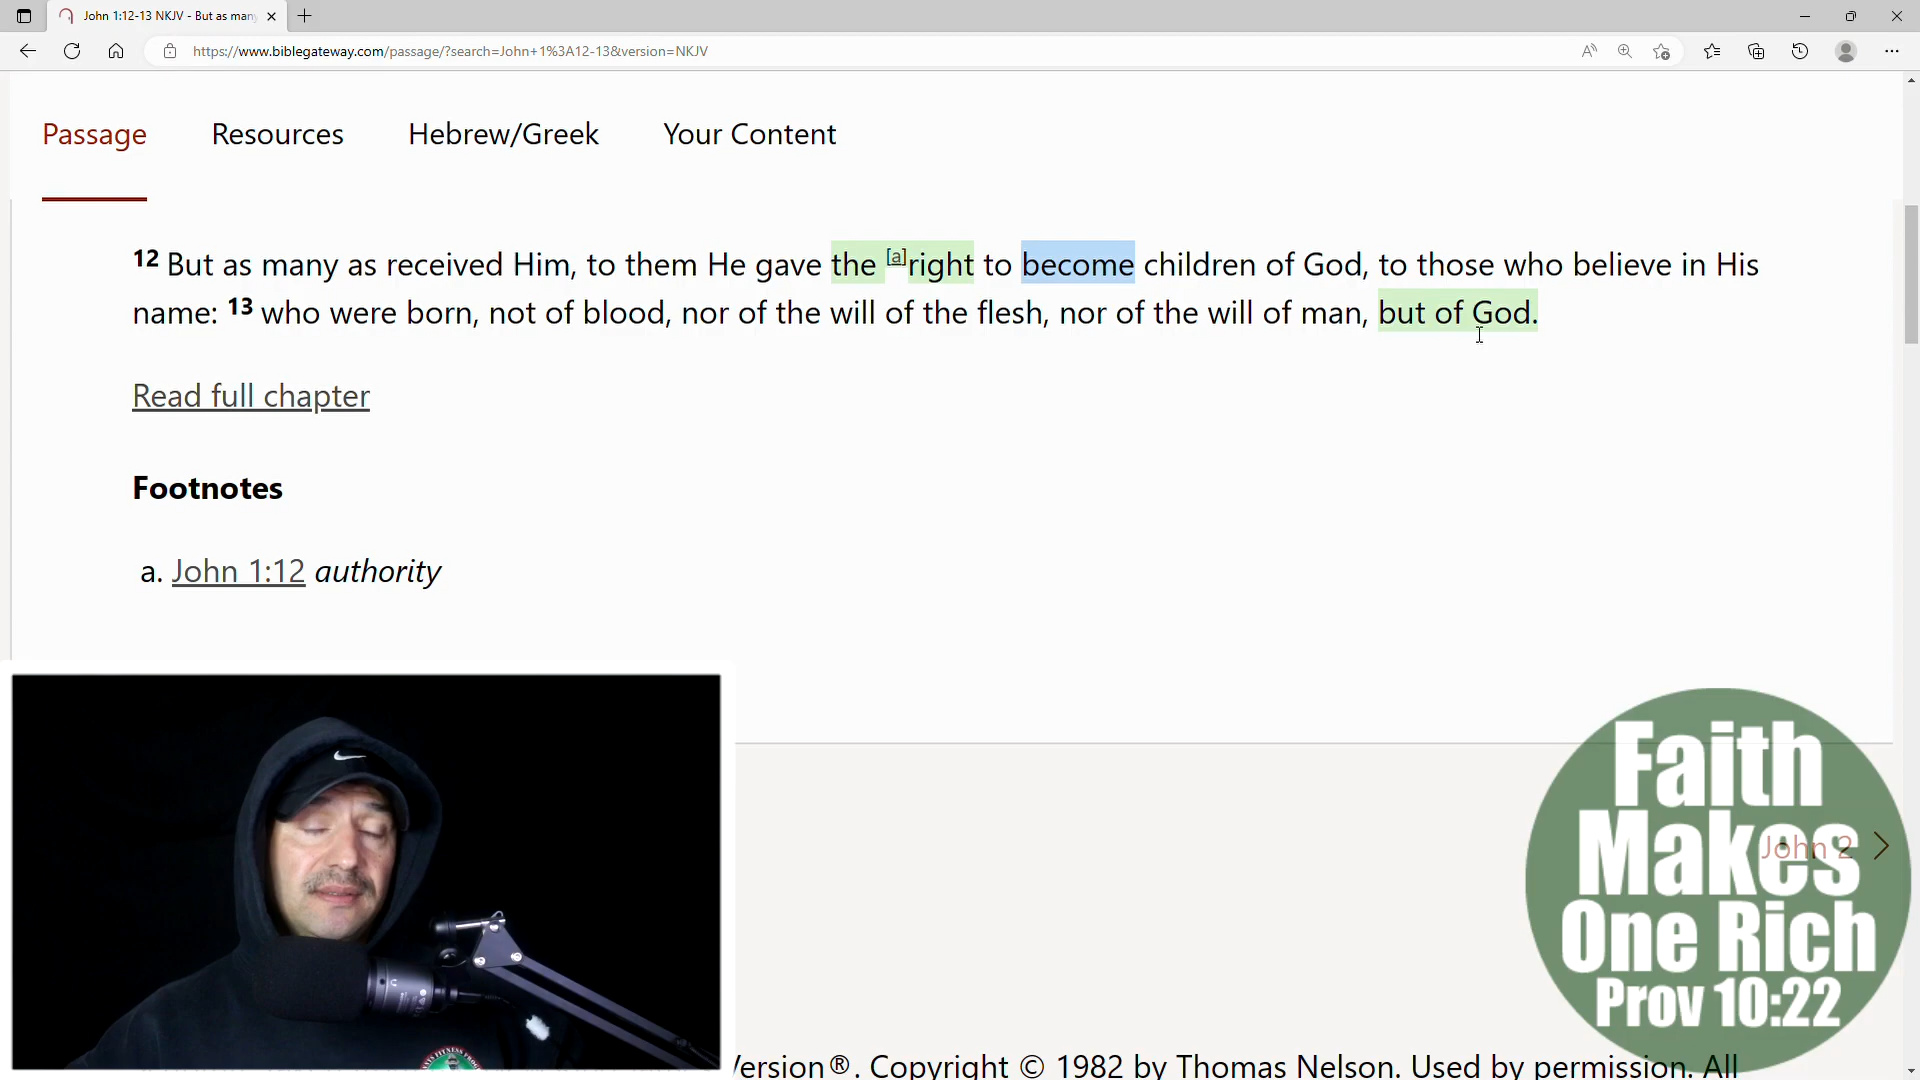 John 1:12-13 NKJV - But as man
https://www.biblegateway.com/passage/?search=John+1%3A12-13&version=NKJV
Passage Resources Hebrew/Greek Your Content
12 But as many as received Him, to them He gave the [a]right to become children of God, to those who believe in His
name: 13 who were born, not of blood, nor of the will of the flesh, nor of the will of man, but of God.
Read full chapter
Footnotes
a. John 1:12 authority
John 2
Faith
Makes
One Rich
Prov 10:22
Version®. Copyright © 1982 by Thomas Nelson. Used by permission. All